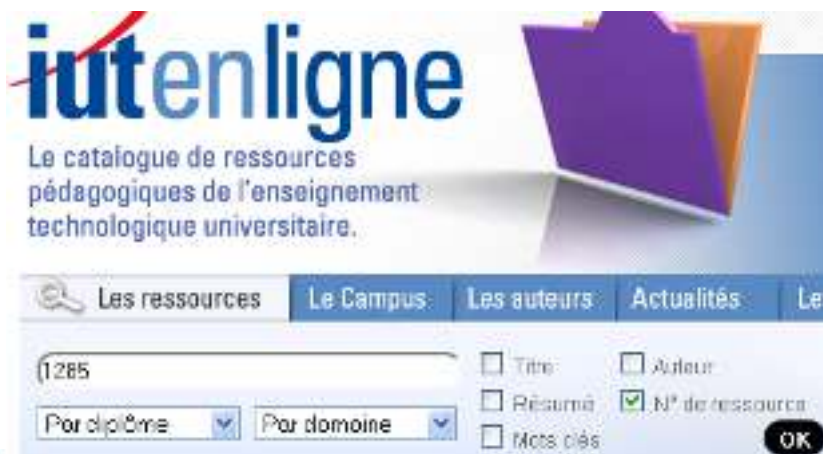 iutenligne
Le catalogue de ressources
pédagogiques de l'enseignement
technologique universitaire.
Les ressources Le Campus Les auteurs Actualités Le
1285
Titre Auteur
Résumé N° de ressource
Par diplôme Par domaine
Mots clés OK